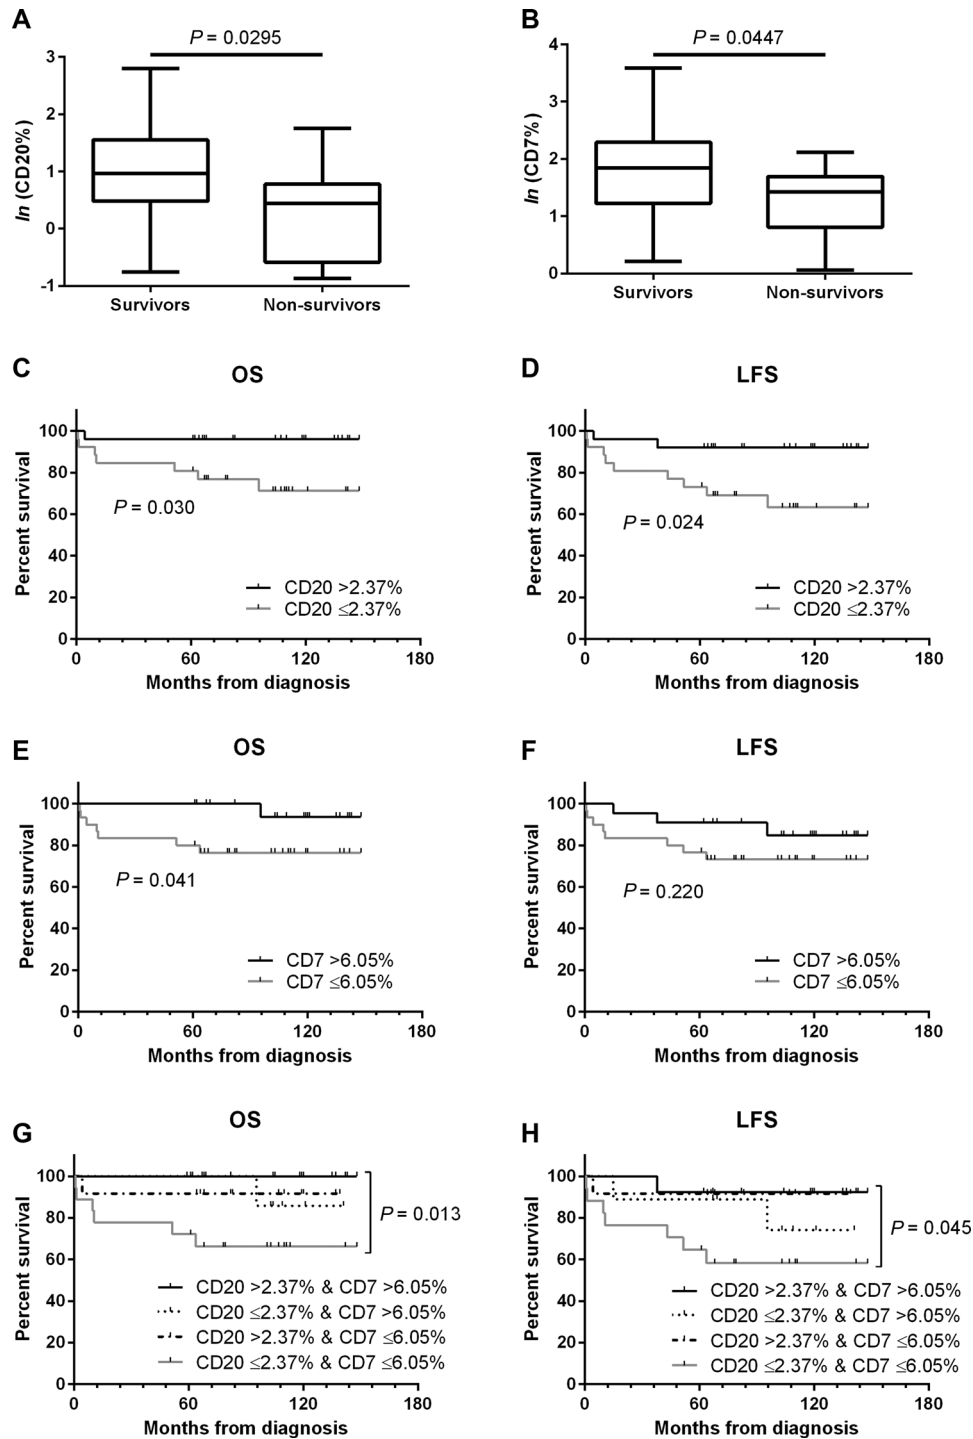 A
P = 0.0295
3
2
1
0
-1
ln (CD20%)
Survivors
Non-survivors
B
P = 0.0447
4
3
2
1
0
ln (CD7%)
Survivors
Non-survivors
C
OS
100
80
60
40
20
0
Percent survival
P = 0.030
CD20 >2.37%
CD20 ≤2.37%
0 60 120 180
Months from diagnosis
D
LFS
100
80
60
40
20
0
Percent survival
P = 0.024
CD20 >2.37%
CD20 ≤2.37%
0 60 120 180
Months from diagnosis
E
OS
100
80
60
40
20
0
Percent survival
P = 0.041
CD7 >6.05%
CD7 ≤6.05%
0 60 120 180
Months from diagnosis
F
LFS
100
80
60
40
20
0
Percent survival
P = 0.220
CD7 >6.05%
CD7 ≤6.05%
0 60 120 180
Months from diagnosis
G
OS
100
80
60
40
20
0
Percent survival
P = 0.013
CD20 >2.37% & CD7 >6.05%
CD20 ≤2.37% & CD7 >6.05%
CD20 >2.37% & CD7 ≤6.05%
CD20 ≤2.37% & CD7 ≤6.05%
0 60 120 180
Months from diagnosis
H
LFS
100
80
60
40
20
0
Percent survival
P = 0.045
CD20 >2.37% & CD7 >6.05%
CD20 ≤2.37% & CD7 >6.05%
CD20 >2.37% & CD7 ≤6.05%
CD20 ≤2.37% & CD7 ≤6.05%
0 60 120 180
Months from diagnosis